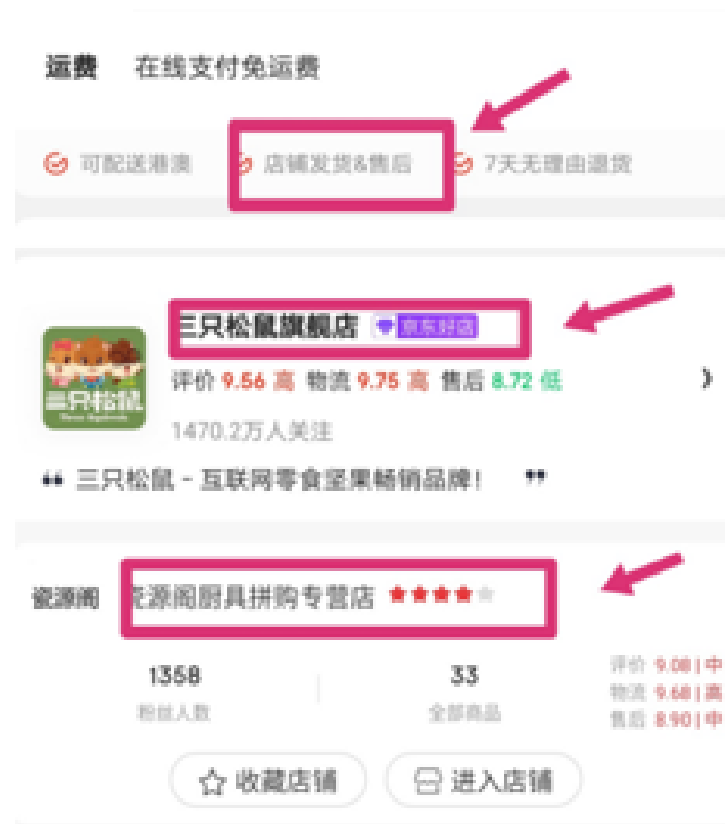 运费 在线支付免运费
可配送港澳 店铺发货&售后 7天无理由退货
三只松鼠旗舰店 京东好店
三只松鼠
评价 9.56 高 物流 9.75 高 售后 8.72 低
1470.2万人关注
“ 三只松鼠 - 互联网零食坚果畅销品牌! ”
瓷源阁 瓷源阁厨具拼购专营店
1358 33
粉丝人数 全部商品
评价 9.08 | 中
物流 9.68 | 高
售后 8.90 | 中
收藏店铺 进入店铺